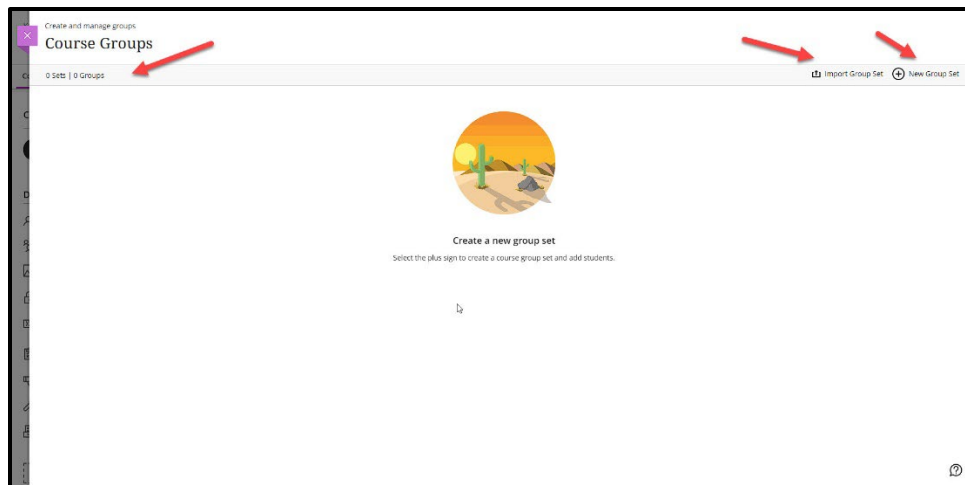 Create and manage groups
Course Groups
0 Sets | 0 Groups
Import Group Set
New Group Set
Create a new group set
Select the plus sign to create a course group set and add students.